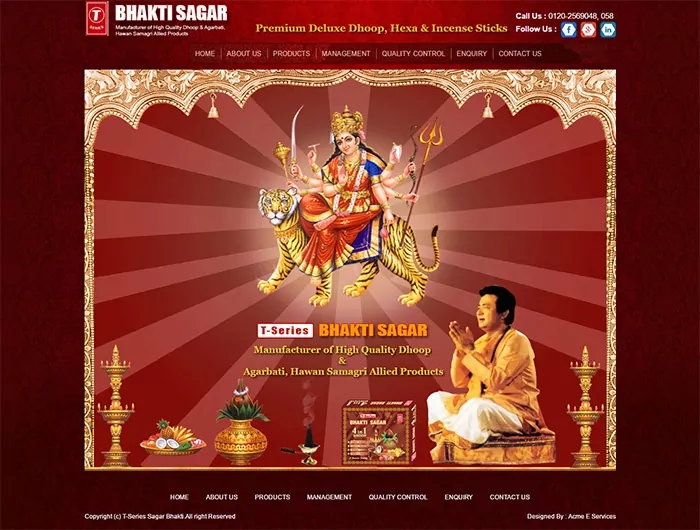 BHAKTI SAGAR
Manufacturer of High Quality Dhoop & Agarbati,
Hawan Samagri Allied Products
Premium Deluxe Dhoop, Hexa & Incense Sticks
Call Us : 0120-2569048, 058
Follow Us :
HOME ABOUT US PRODUCTS MANAGEMENT QUALITY CONTROL ENQUIRY CONTACT US
T-Series BHAKTI SAGAR
Manufacturer of High Quality Dhoop
&
Agarbati, Hawan Samagri Allied Products
BHAKTI SAGAR
4 in 1
HOME ABOUT US PRODUCTS MANAGEMENT QUALITY CONTROL ENQUIRY CONTACT US
Copyright (c) T-Series Sagar Bhakti.All right Reserved
Designed By : Acme E Services